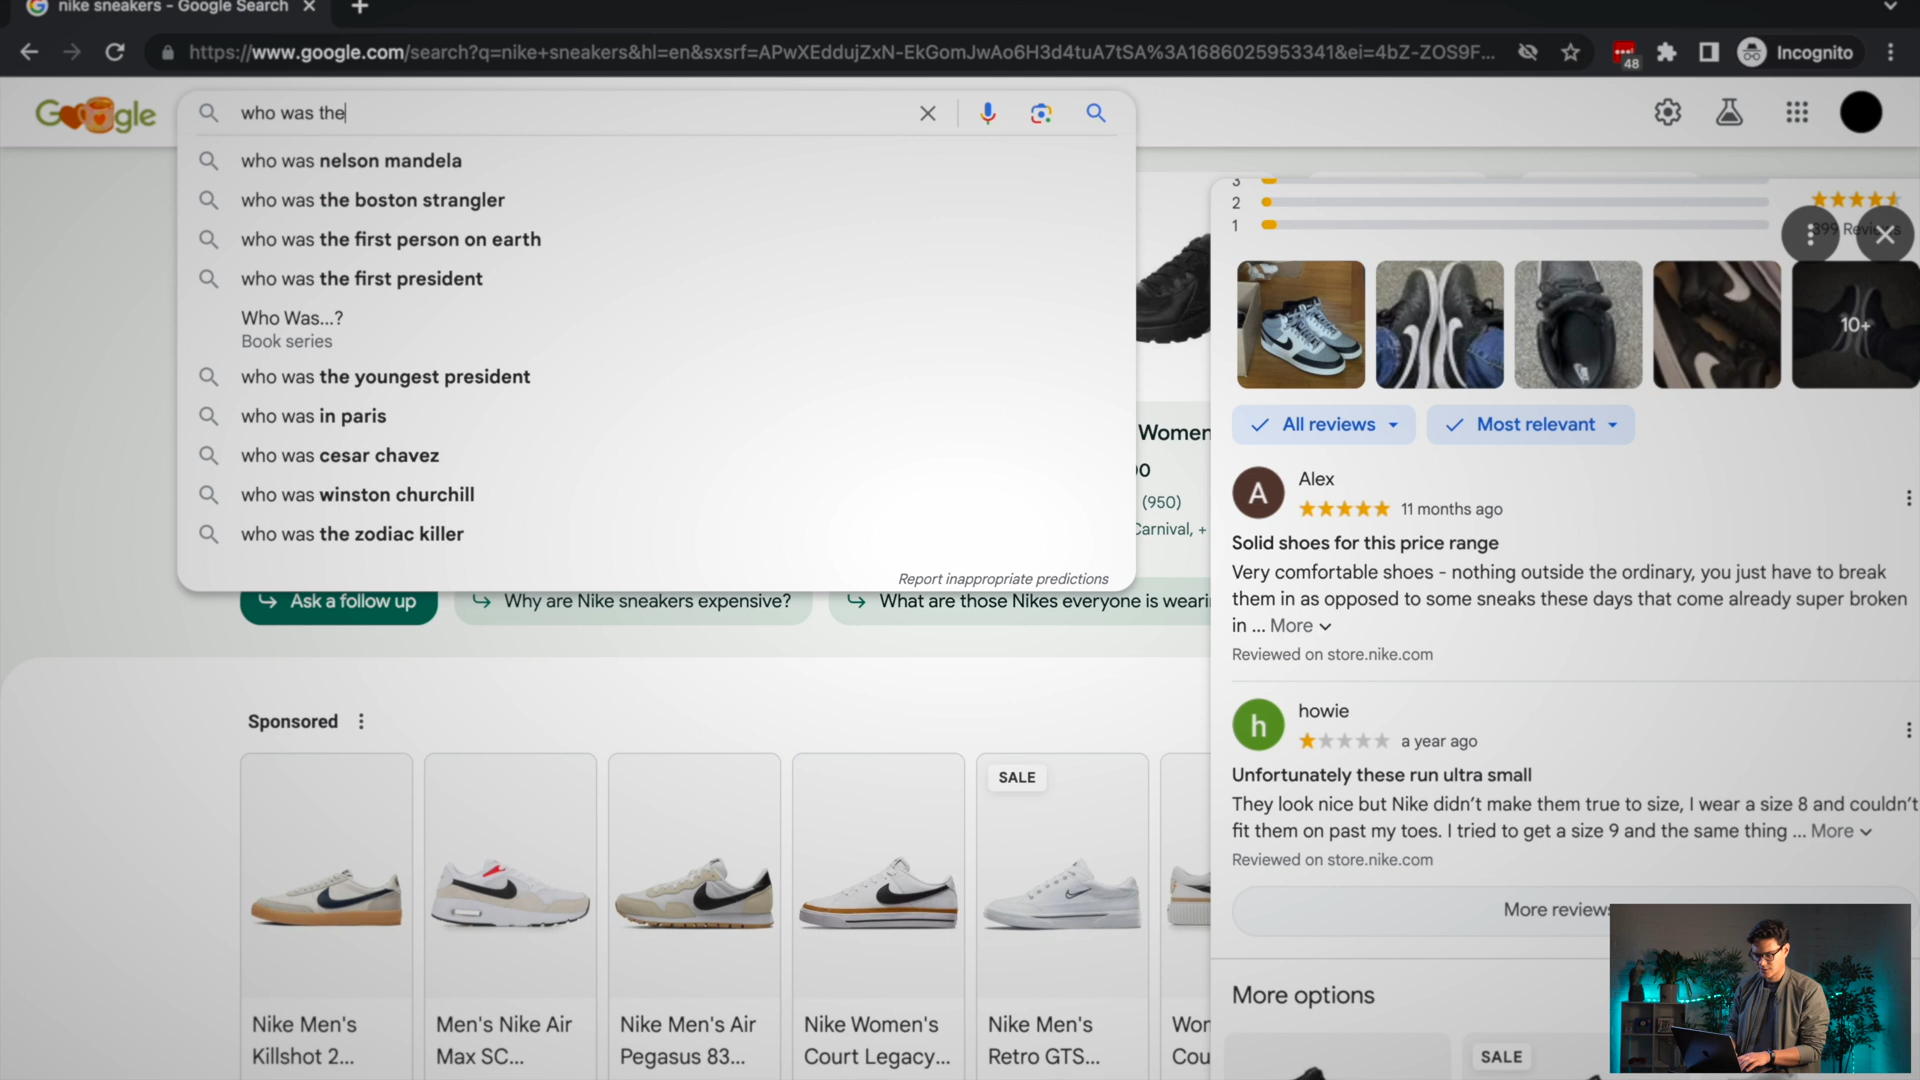 nike sneakers - Google Search
https://www.google.com/search?q=nike+sneakers&hl=en&sxsrf=APwXEddujZxN-EkGomJwAo6H3d4tuA7tSA%3A1686025953341&ei=4bZ-ZOS9F...
48
Incognito
Google
who was the
who was nelson mandela
who was the boston strangler
who was the first person on earth
who was the first president
Who Was...?
Book series
who was the youngest president
who was in paris
who was cesar chavez
who was winston churchill
who was the zodiac killer
Report inappropriate predictions
Women
(950)
Carnival, +
Ask a follow up
Why are Nike sneakers expensive?
What are those Nikes everyone is weari
Sponsored
SALE
Nike Men's
Killshot 2...
Men's Nike Air
Max SC...
Nike Men's Air
Pegasus 83...
Nike Women's
Court Legacy...
Nike Men's
Retro GTS...
Wor
Cou
3
2
1
399 Reviews
10+
All reviews
Most relevant
A
Alex
11 months ago
Solid shoes for this price range
Very comfortable shoes - nothing outside the ordinary, you just have to break
them in as opposed to some sneaks these days that come already super broken
in ... More
Reviewed on store.nike.com
h
howie
a year ago
Unfortunately these run ultra small
They look nice but Nike didn't make them true to size, I wear a size 8 and couldn't
fit them on past my toes. I tried to get a size 9 and the same thing ... More
Reviewed on store.nike.com
More reviews
More options
SALE